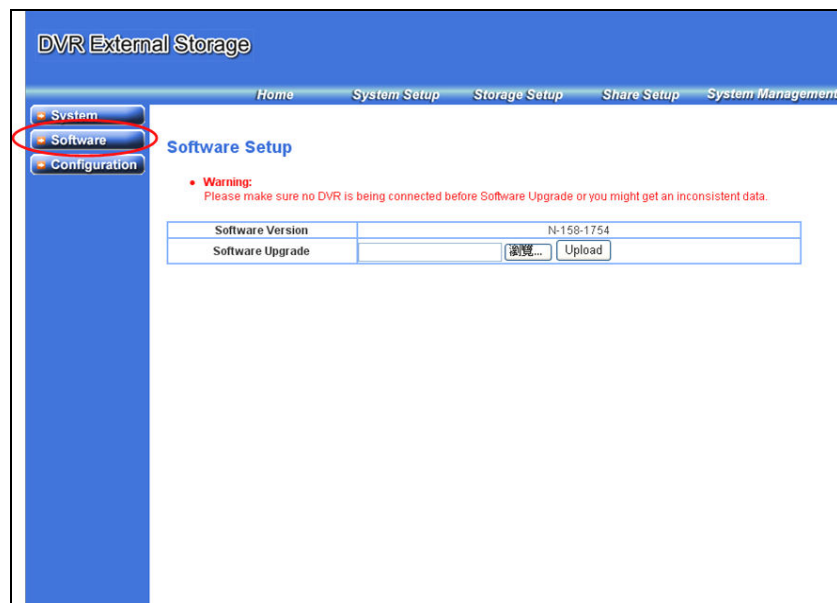 DVR External Storage
Home System Setup Storage Setup Share Setup System Management
System
Software
Configuration
Software Setup
Warning:
Please make sure no DVR is being connected before Software Upgrade or you might get an inconsistent data.
Software Version N-158-1754
Software Upgrade 瀏覽... Upload